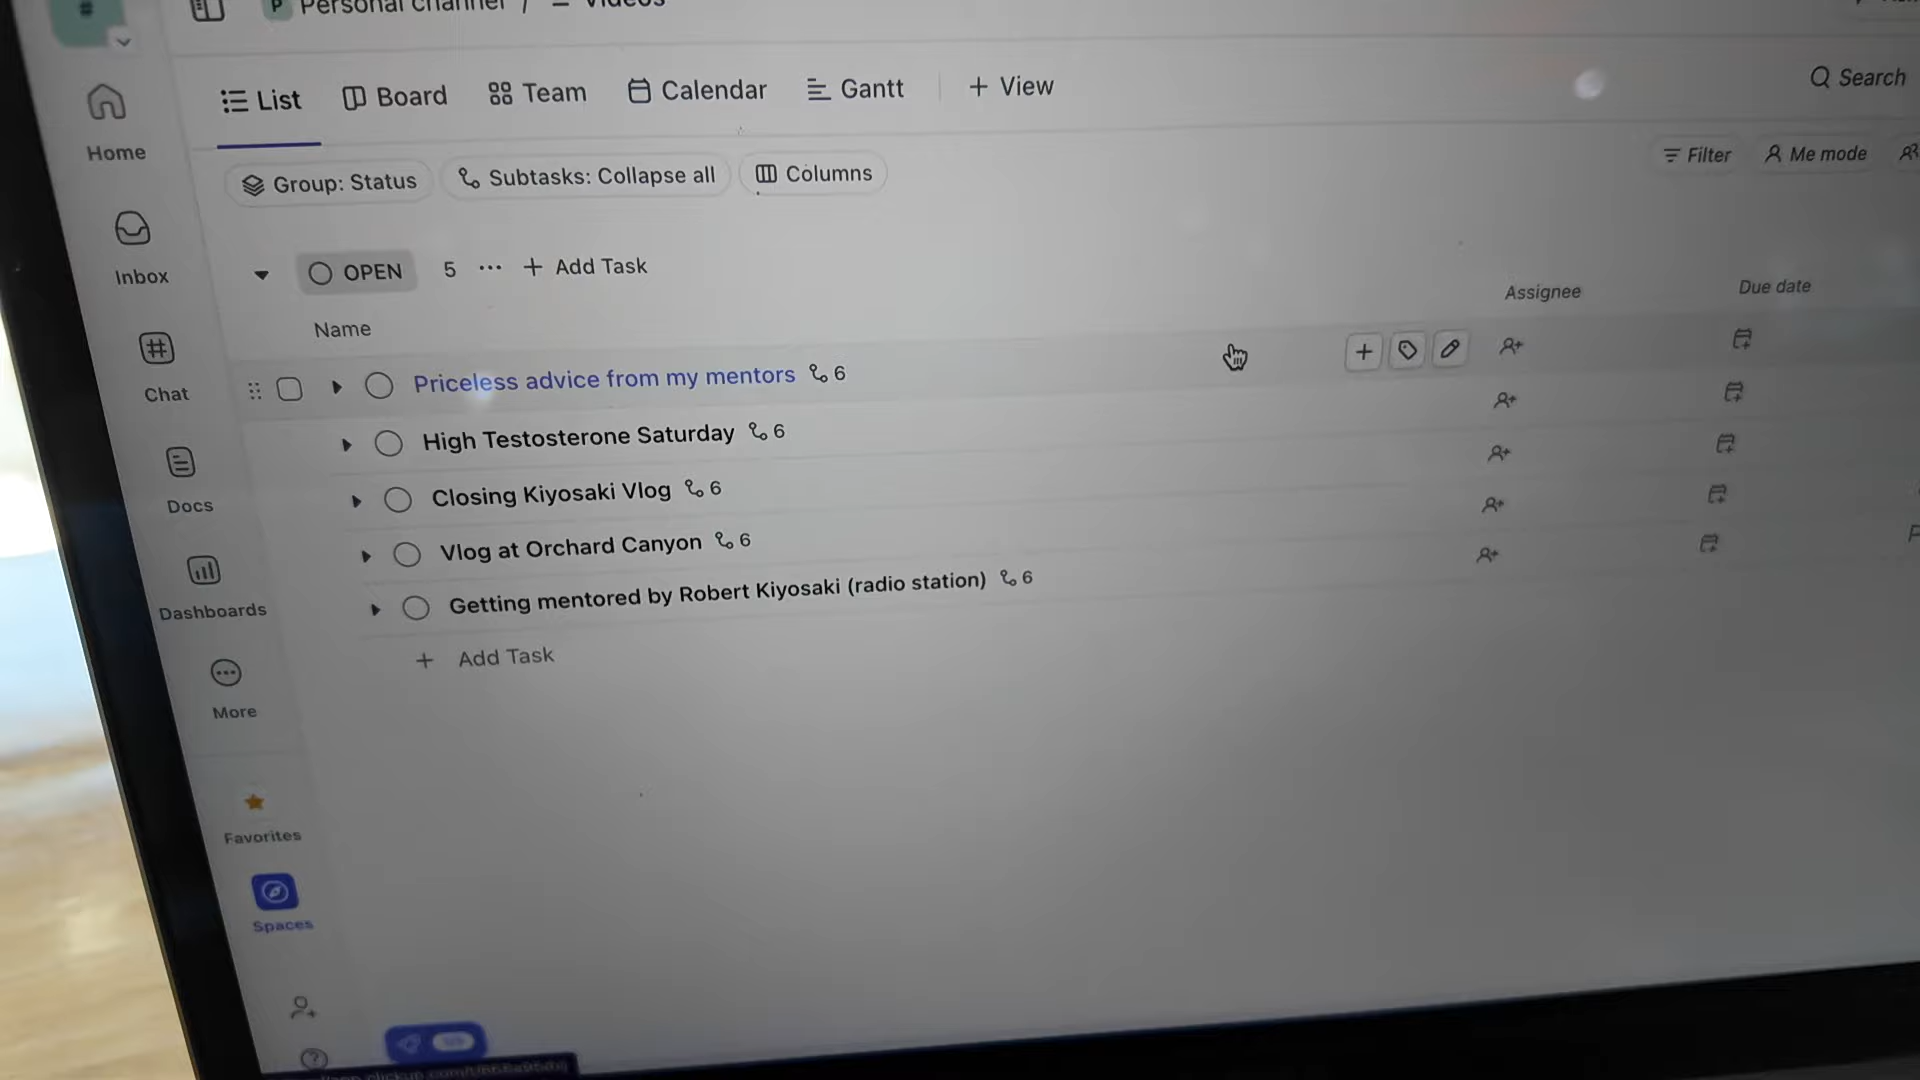 Personal channel / Videos
List Board Team Calendar Gantt + View
Search
Home
Group: Status Subtasks: Collapse all Columns
Filter Me mode
Inbox
OPEN 5 ... + Add Task
Name
Assignee
Due date
Chat
Priceless advice from my mentors 6
High Testosterone Saturday 6
Closing Kiyosaki Vlog 6
Docs
Vlog at Orchard Canyon 6
Getting mentored by Robert Kiyosaki (radio station) 6
Dashboards
+ Add Task
More
Favorites
Spaces